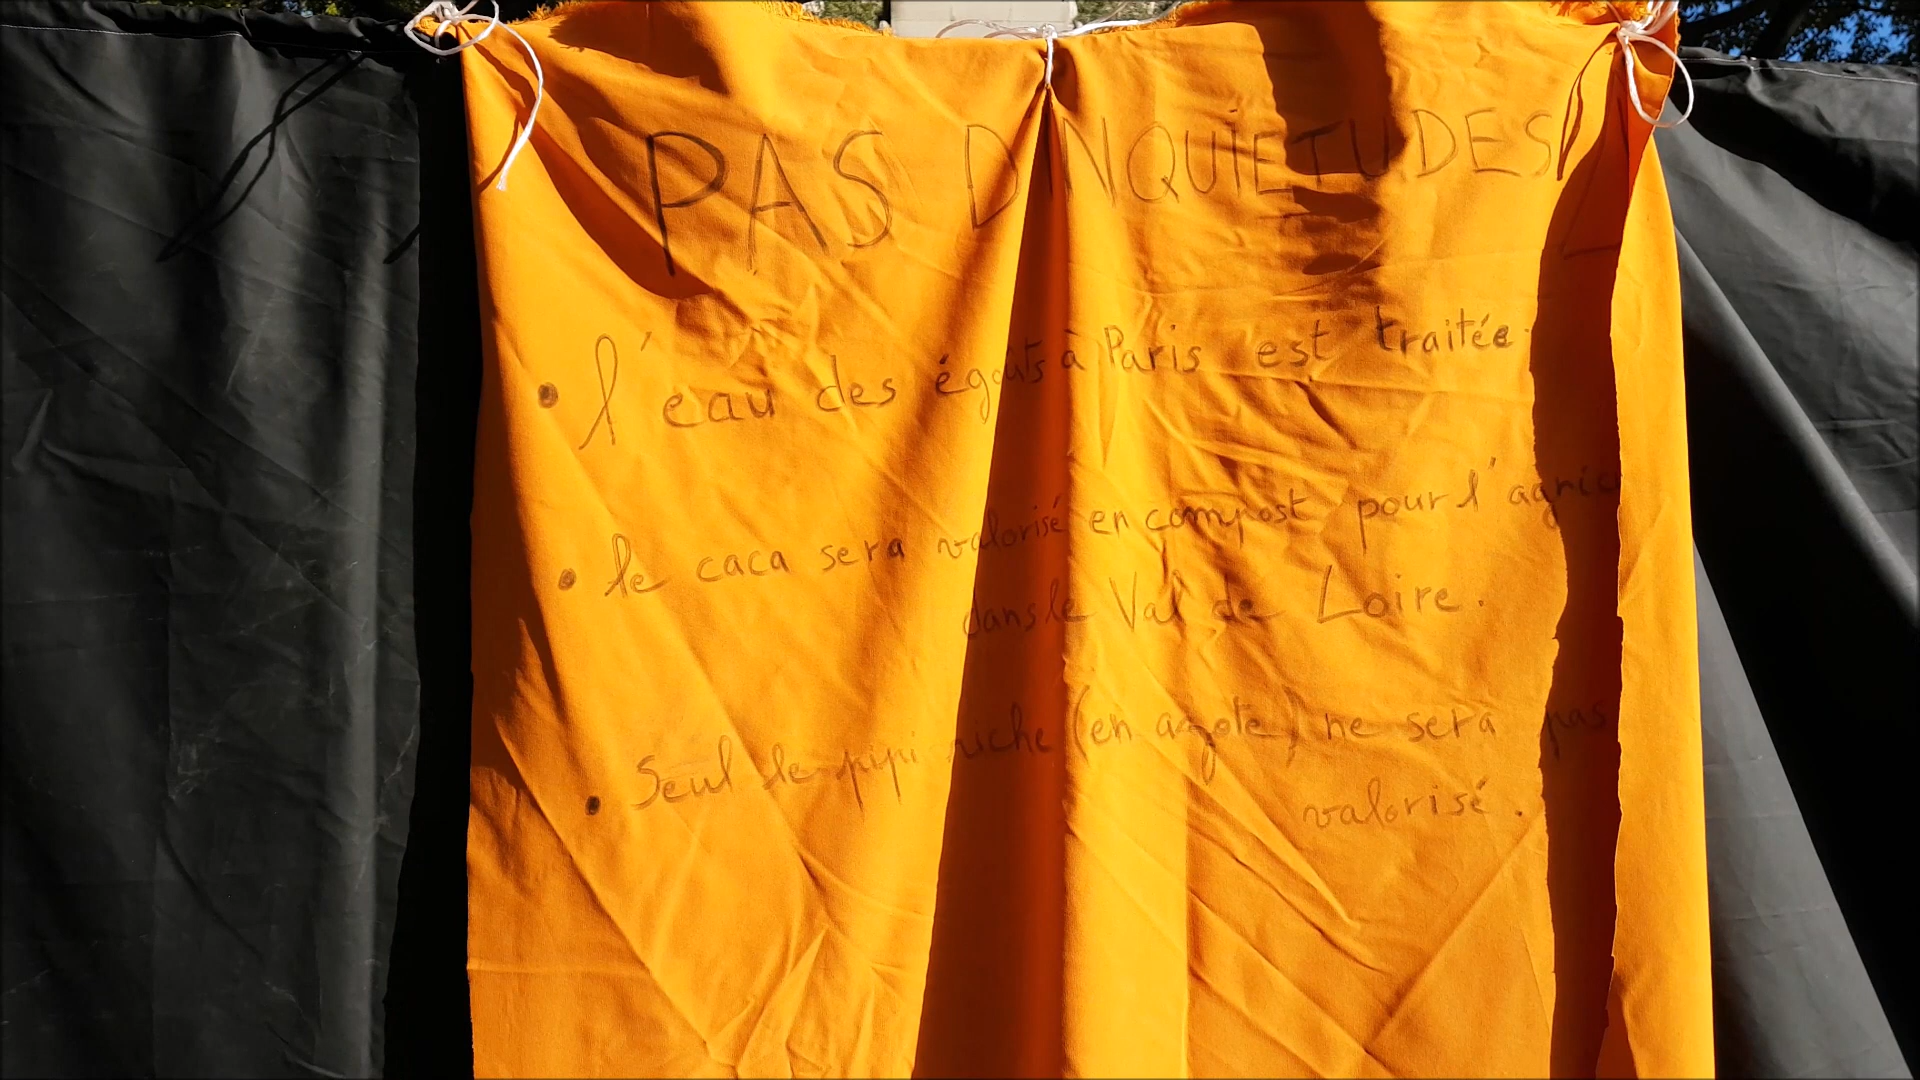 PAS D INQUIETUDES
• l'eau des égouts à Paris est traitée.
• le caca sera valorisé en compost pour l'agric
dans le Val de Loire.
• Seul le pipi riche (en azote) ne sera pas
valorisé.